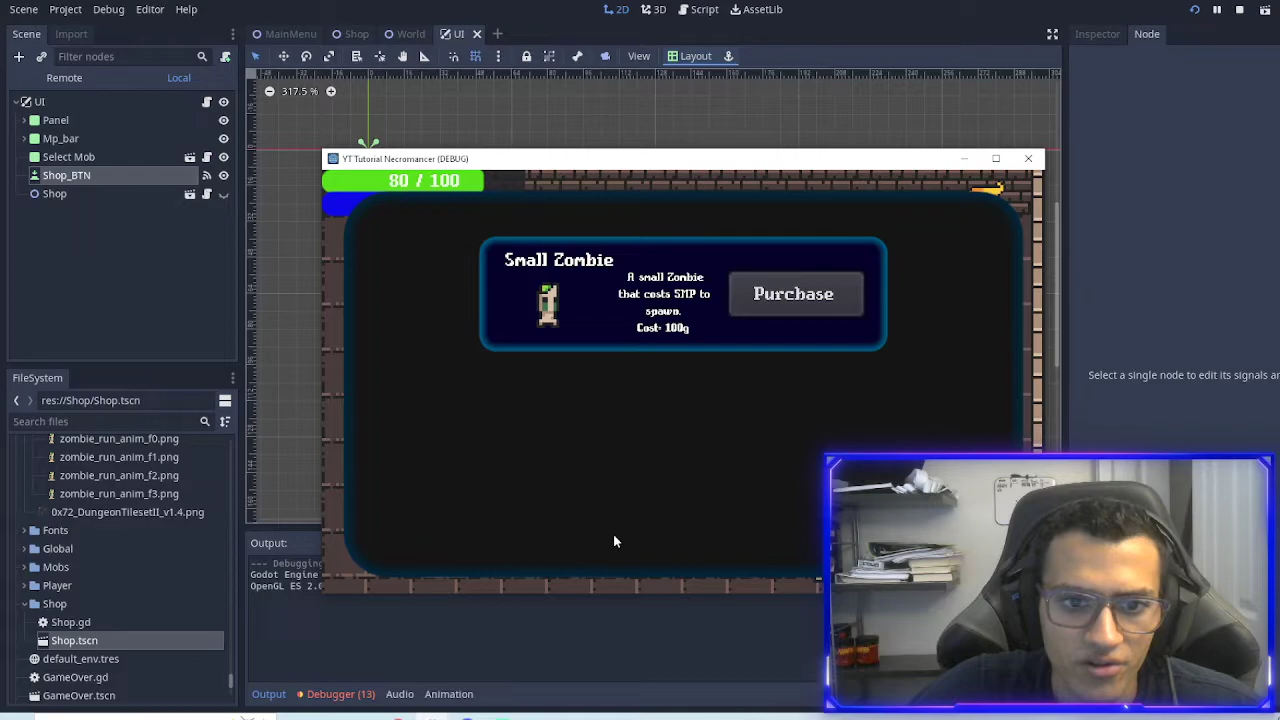 Scene Project Debug Editor Help
2D 3D Script AssetLib
Scene Import
MainMenu Shop World UI
Inspector Node
Filter nodes
View Layout
Remote Local
317.5 %
UI
Panel
Mp_bar
Select Mob
Shop_BTN
Shop
YT Tutorial Necromancer (DEBUG)
80 / 100
Small Zombie
A small Zombie
that costs 5MP to
spawn.
Cost: 100g
Purchase
Select a single node to edit its signals an
FileSystem
res://Shop/Shop.tscn
Search files
zombie_run_anim_f0.png
zombie_run_anim_f1.png
zombie_run_anim_f2.png
zombie_run_anim_f3.png
0x72_DungeonTilesetII_v1.4.png
Fonts
Global
Mobs
Player
Shop
Shop.gd
Shop.tscn
default_env.tres
GameOver.gd
GameOver.tscn
Output:
--- Debugging
Godot Engine
OpenGL ES 2.0
Output Debugger (13) Audio Animation